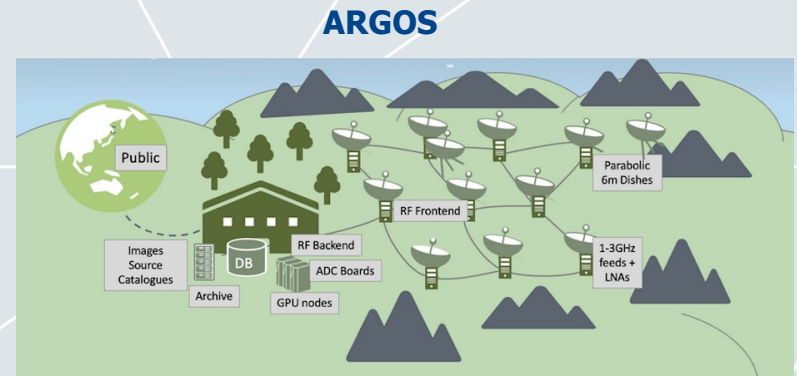 ARGOS
Public
Parabolic
6m Dishes
RF Frontend
Images
Source
Catalogues
RF Backend
DB
ADC Boards
Archive
GPU nodes
1-3GHz
feeds +
LNAs